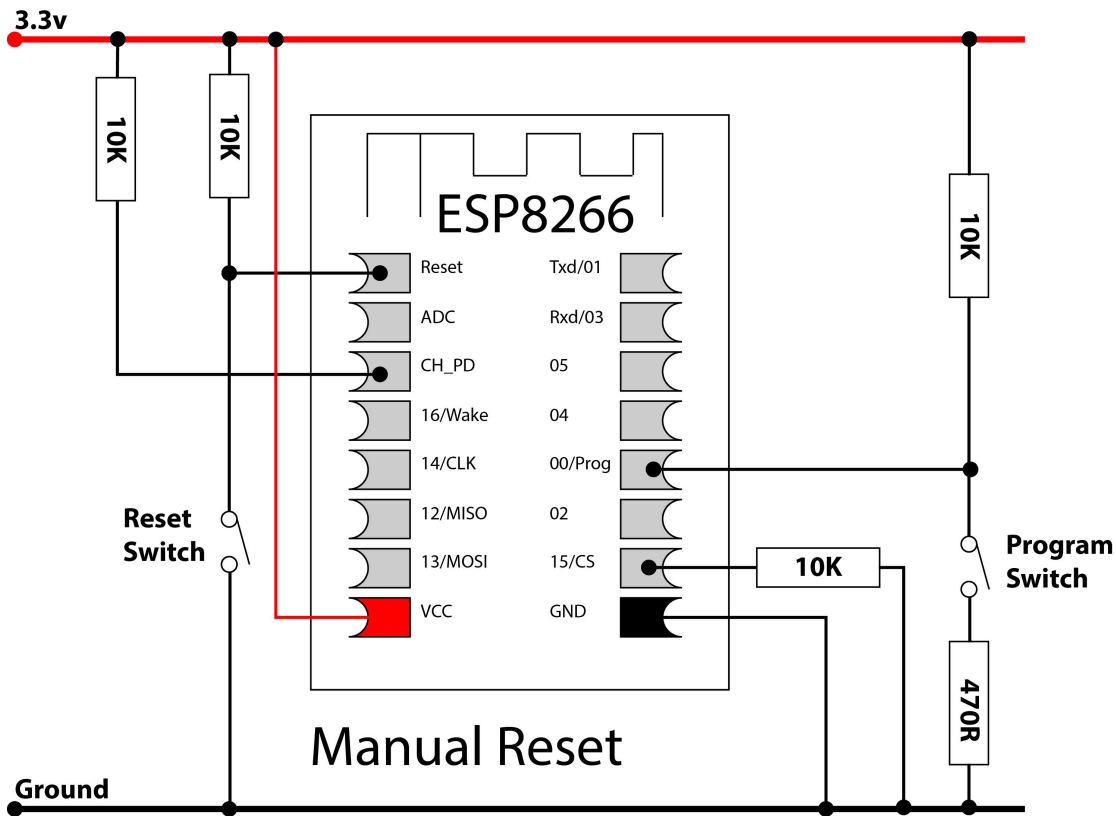 3.3v
10K
10K
10K
ESP8266
Reset
Txd/01
ADC
Rxd/03
CH_PD
05
16/Wake
04
14/CLK
00/Prog
12/MISO
02
13/MOSI
15/CS
VCC
GND
Reset
Switch
10K
Program
Switch
470R
Manual Reset
Ground